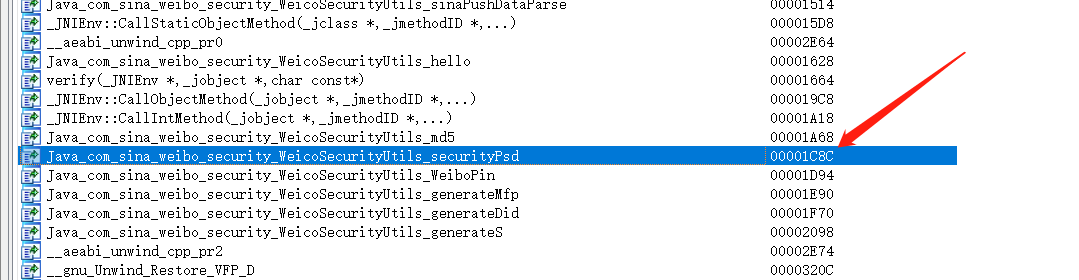 Java_com_sina_weibo_security_WeicoSecurityUtils_sinaPushDataParse 00001514
_JNIEnv::CallStaticObjectMethod(_jclass *,_jmethodID *,...) 000015D8
__aeabi_unwind_cpp_pr0 00002E64
Java_com_sina_weibo_security_WeicoSecurityUtils_hello 00001628
verify(_JNIEnv *,_jobject *,char const*) 00001664
_JNIEnv::CallObjectMethod(_jobject *,_jmethodID *,...) 000019C8
_JNIEnv::CallIntMethod(_jobject *,_jmethodID *,...) 00001A18
Java_com_sina_weibo_security_WeicoSecurityUtils_md5 00001A68
Java_com_sina_weibo_security_WeicoSecurityUtils_securityPsd 00001C8C
Java_com_sina_weibo_security_WeicoSecurityUtils_WeiboPin 00001D94
Java_com_sina_weibo_security_WeicoSecurityUtils_generateMfp 00001E90
Java_com_sina_weibo_security_WeicoSecurityUtils_generateDid 00001F70
Java_com_sina_weibo_security_WeicoSecurityUtils_generateS 00002098
__aeabi_unwind_cpp_pr2 00002E74
__gnu_Unwind_Restore_VFP_D 0000320C